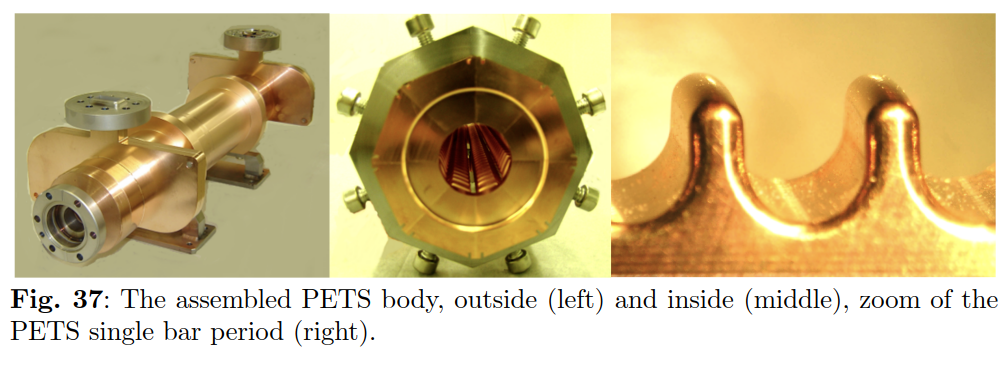 Fig. 37: The assembled PETS body, outside (left) and inside (middle), zoom of the
PETS single bar period (right).